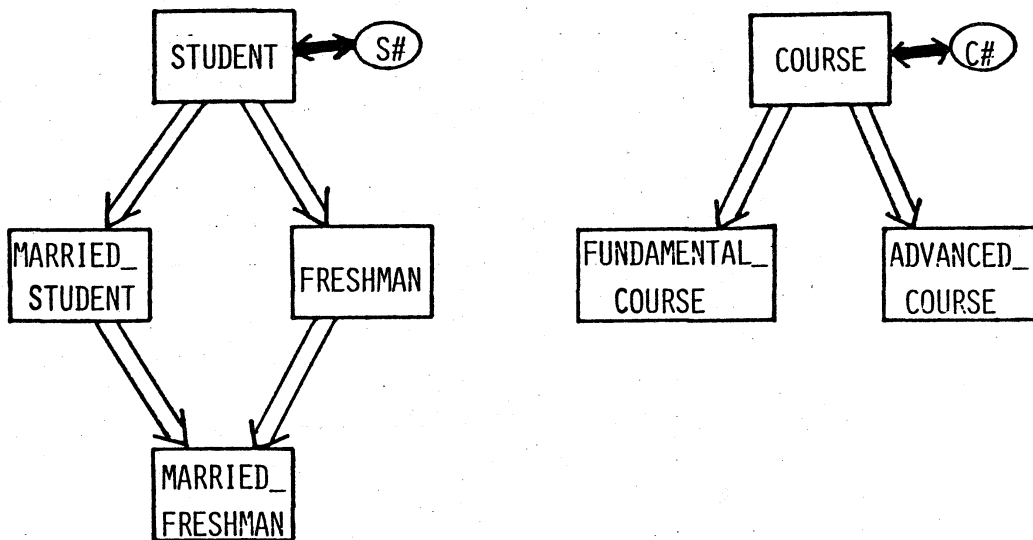 STUDENT
S#
COURSE
C#
MARRIED_
STUDENT
FRESHMAN
FUNDAMENTAL_
COURSE
ADVANCED_
COURSE
MARRIED_
FRESHMAN